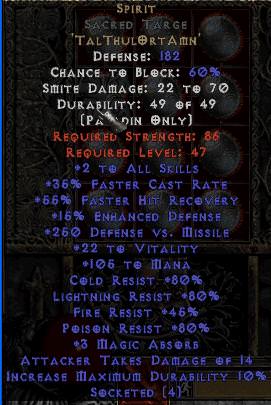 Spirit
Sacred Targe
'TalThulOrtAmn'
Defense: 182
Chance to Block: 60%
Smite Damage: 22 to 70
Durability: 49 of 49
(Paladin Only)
Required Strength: 86
Required Level: 47
+2 to All Skills
+35% Faster Cast Rate
+55% Faster Hit Recovery
+15% Enhanced Defense
+250 Defense vs. Missile
+22 to Vitality
+105 to Mana
Cold Resist +80%
Lightning Resist +80%
Fire Resist +45%
Poison Resist +80%
+3 Magic Absorb
Attacker Takes Damage of 14
Increase Maximum Durability 10%
Socketed (4)